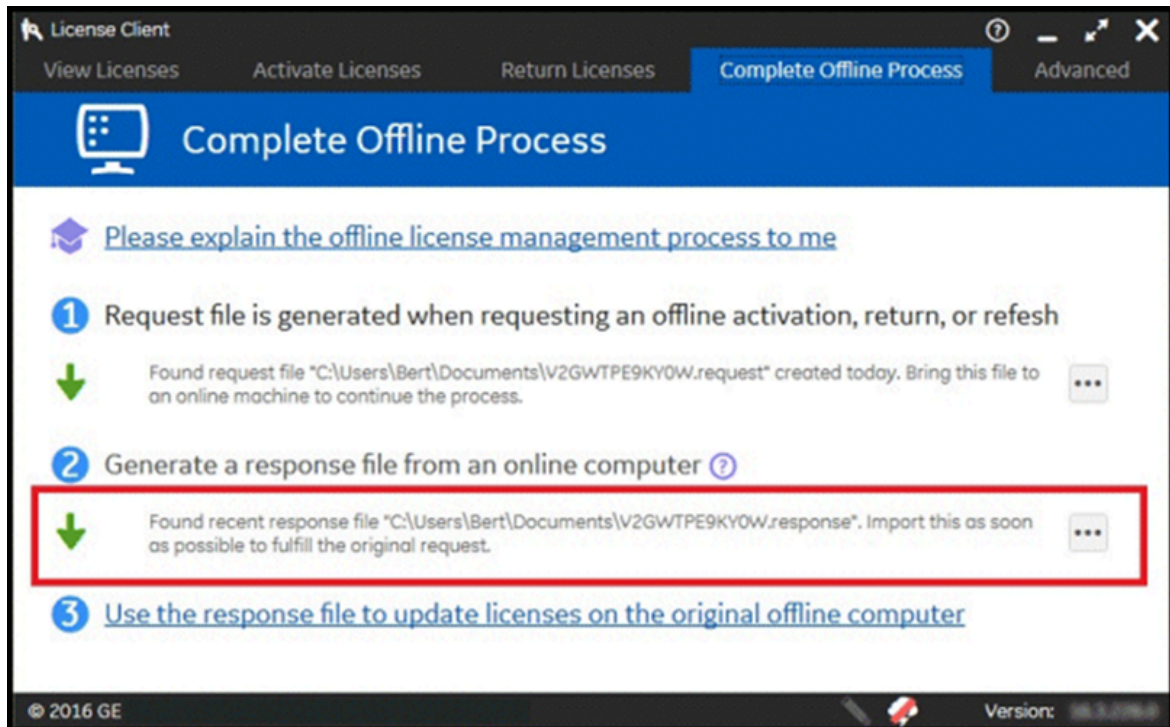 License Client
View Licenses Activate Licenses Return Licenses Complete Offline Process Advanced
Complete Offline Process
Please explain the offline license management process to me
1 Request file is generated when requesting an offline activation, return, or refesh
Found request file "C:\Users\Bert\Documents\V2GWTPE9KY0W.request" created today. Bring this file to
an online machine to continue the process.
2 Generate a response file from an online computer ?
Found recent response file "C:\Users\Bert\Documents\V2GWTPE9KY0W.response". Import this as soon
as possible to fulfill the original request.
3 Use the response file to update licenses on the original offline computer
© 2016 GE Version: